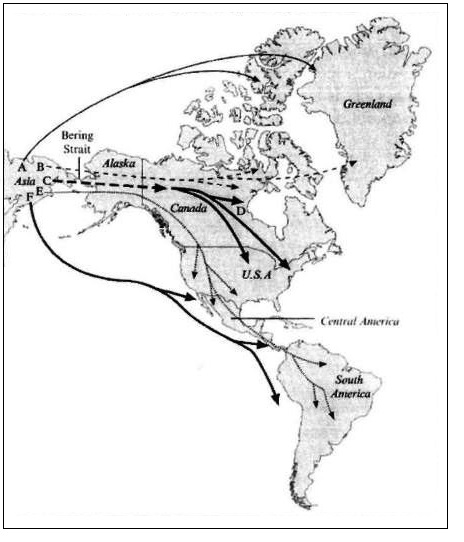 Greenland
Bering
Strait
Alaska
A
B
Asia
C
E
F
D
Canada
U.S.A
Central America
South
America